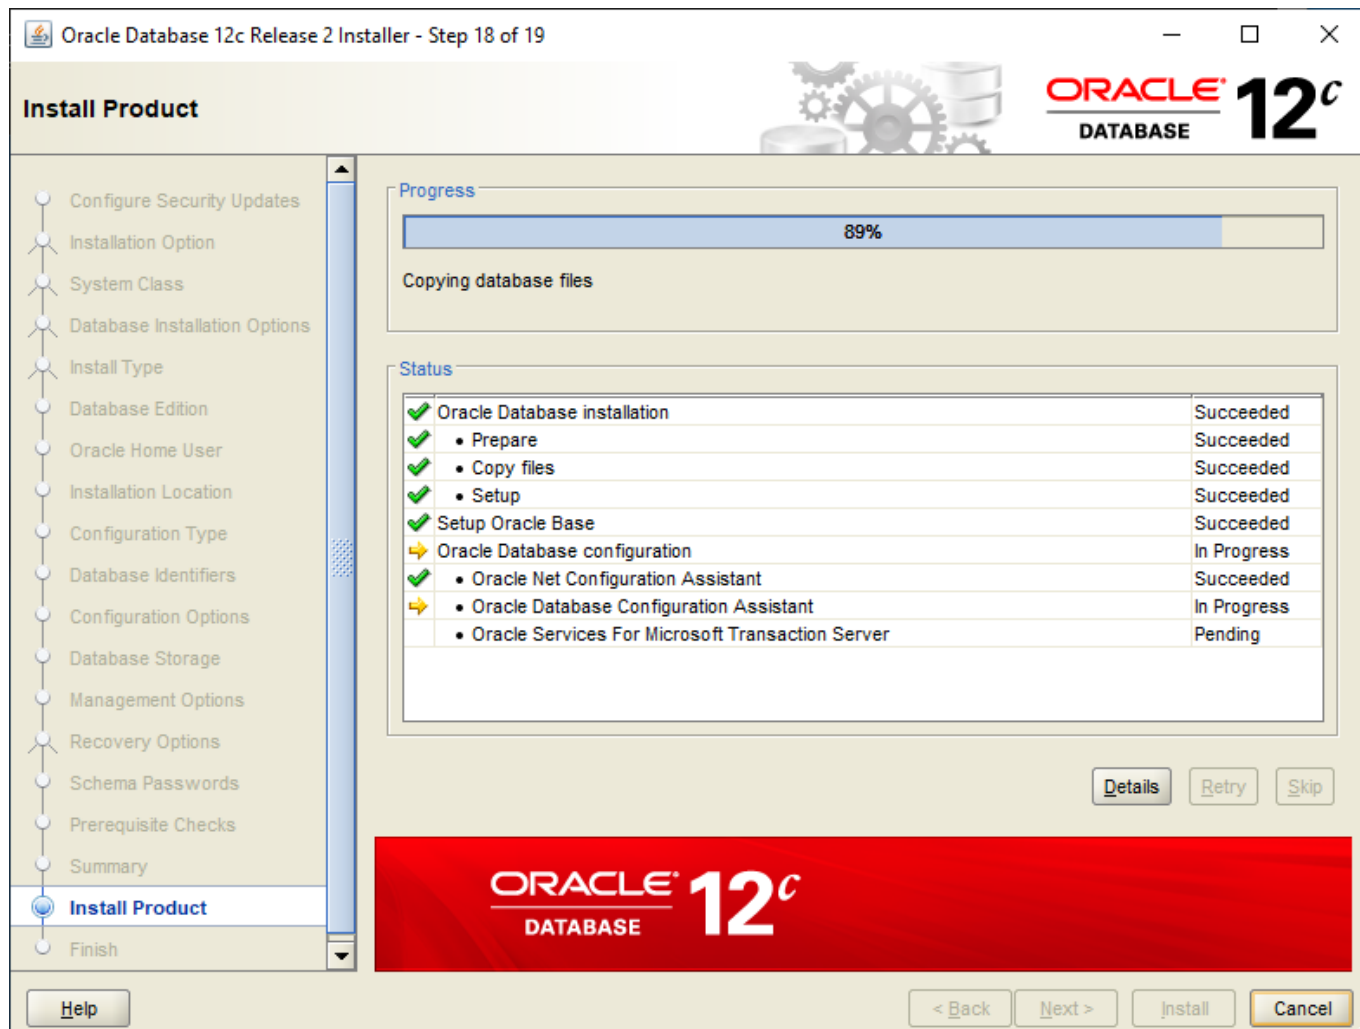 Oracle Database 12c Release 2 Installer - Step 18 of 19
Install Product
ORACLE 12c
DATABASE
Configure Security Updates
Installation Option
System Class
Database Installation Options
Install Type
Database Edition
Oracle Home User
Installation Location
Configuration Type
Database Identifiers
Configuration Options
Database Storage
Management Options
Recovery Options
Schema Passwords
Prerequisite Checks
Summary
Install Product
Finish
Progress
89%
Copying database files
Status
Oracle Database installation Succeeded
• Prepare Succeeded
• Copy files Succeeded
• Setup Succeeded
Setup Oracle Base Succeeded
Oracle Database configuration In Progress
• Oracle Net Configuration Assistant Succeeded
• Oracle Database Configuration Assistant In Progress
• Oracle Services For Microsoft Transaction Server Pending
Details Retry Skip
ORACLE 12c
DATABASE
Help < Back Next > Install Cancel